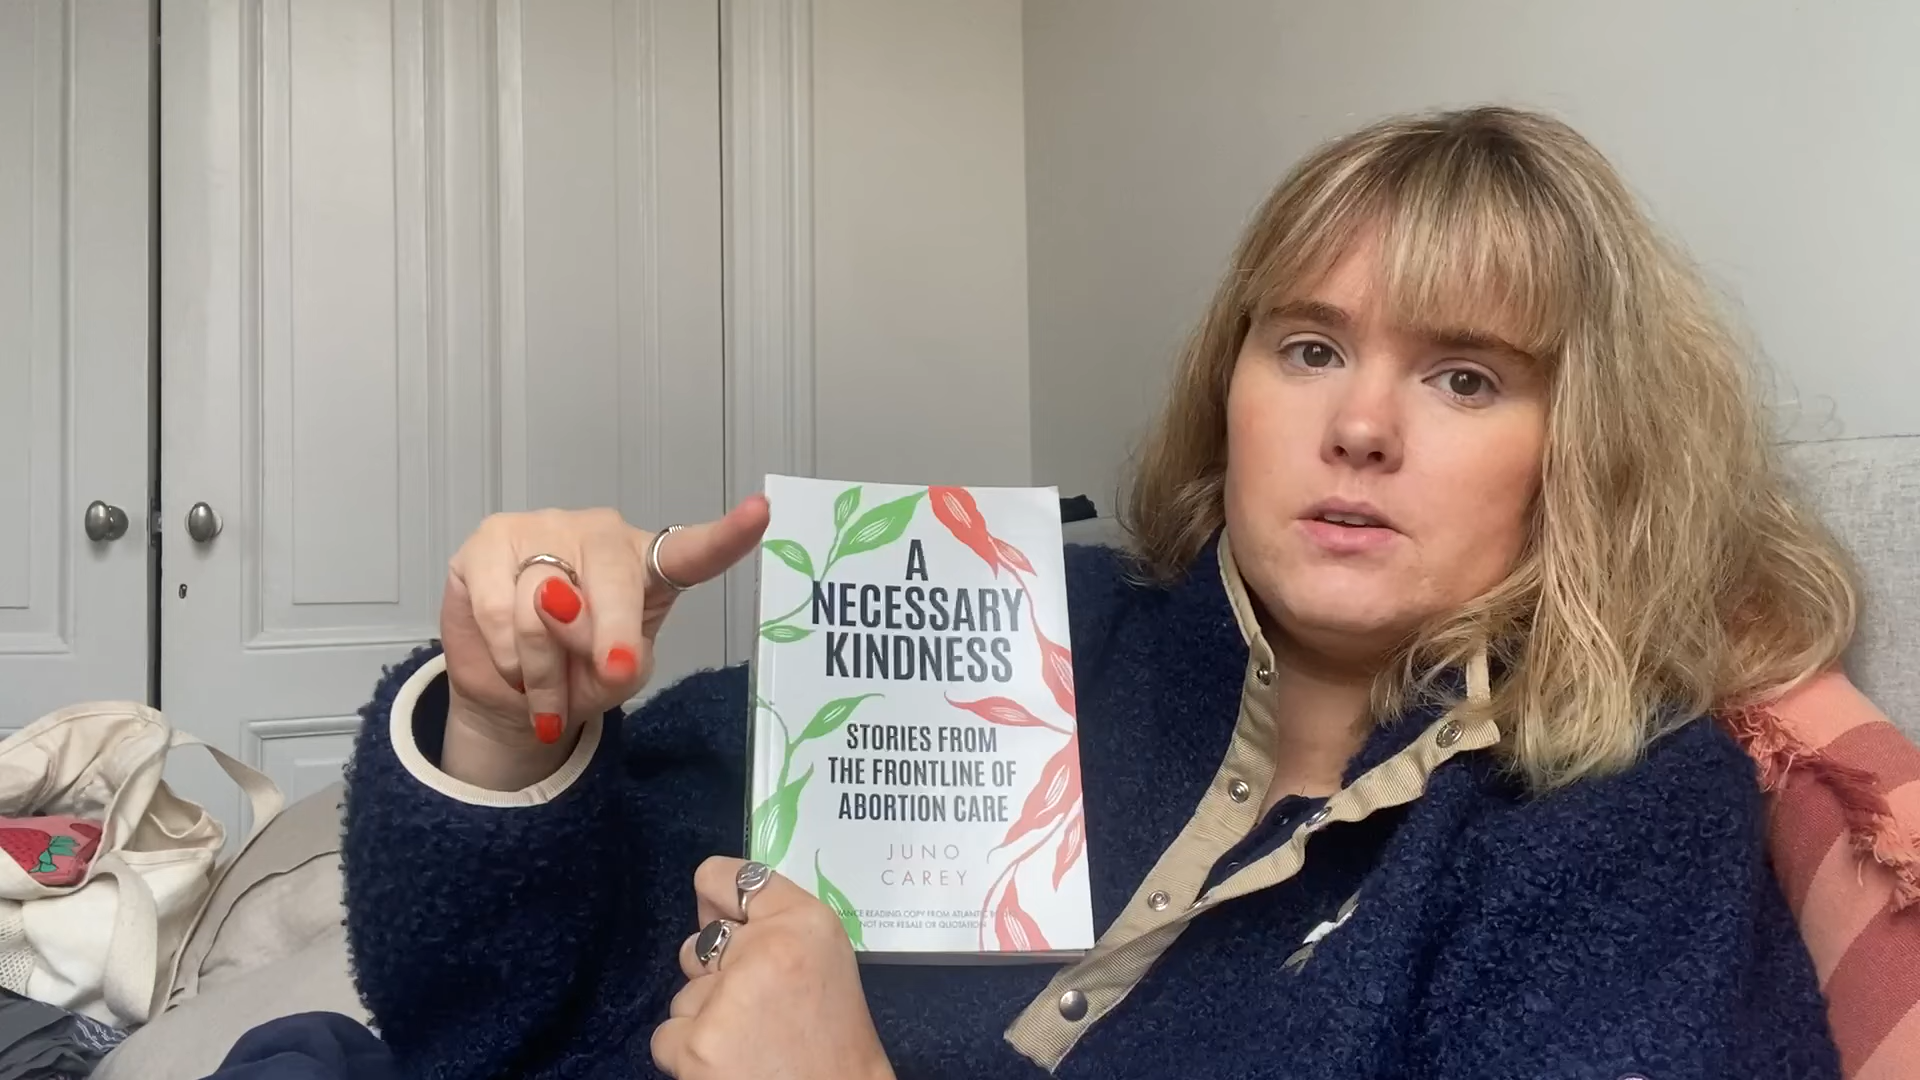 A
NECESSARY
KINDNESS
STORIES FROM
THE FRONTLINE OF
ABORTION CARE
JUNO
CAREY
READING COPY FROM ATLANTIC
NOT FOR RESALE OR QUOTATION